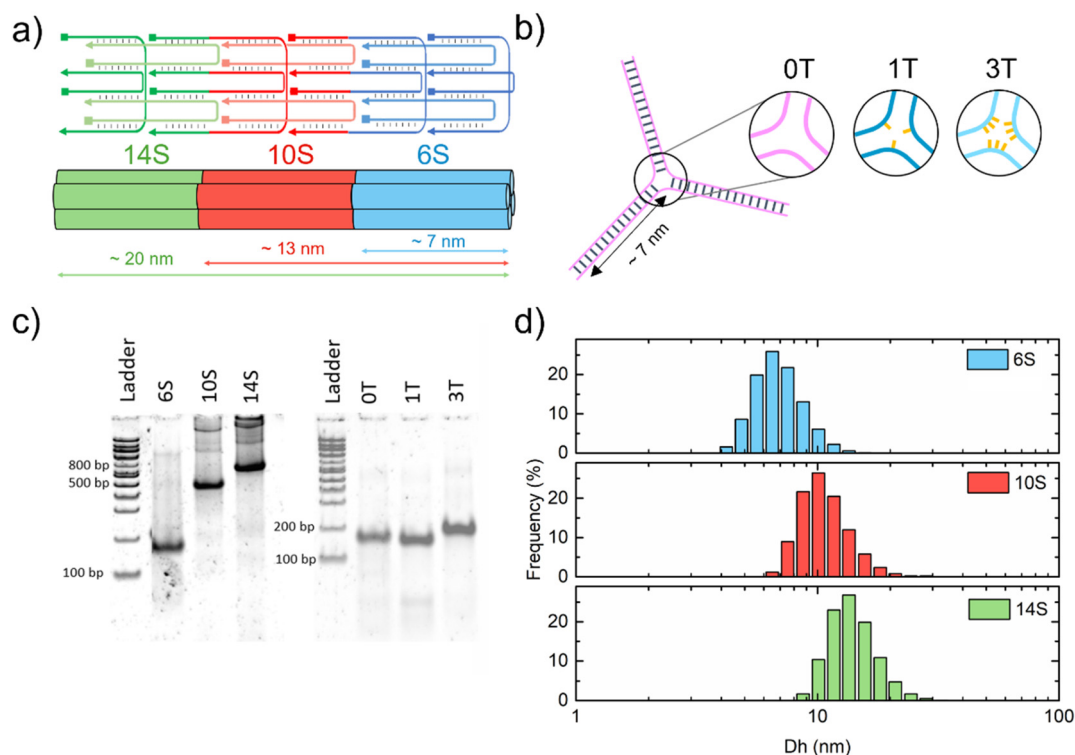 a)
14S 10S 6S
~ 7 nm
~ 13 nm
~ 20 nm
b)
0T 1T 3T
~ 7 nm
c)
Ladder 6S 10S 14S
800 bp
500 bp
100 bp
Ladder 0T 1T 3T
200 bp
100 bp
d)
Frequency (%)
20
10
0
6S
20
10
0
10S
20
10
0
14S
1 10 100
Dh (nm)